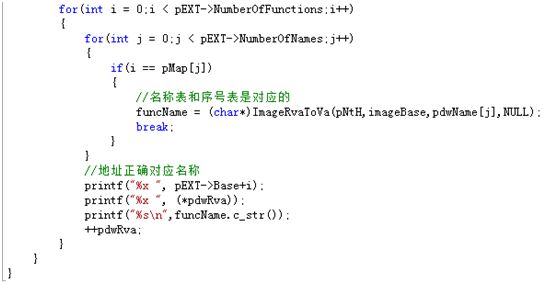 for(int i = 0;i < pEXT->NumberOfFunctions;i++)
{
for(int j = 0;j < pEXT->NumberOfNames;j++)
{
if(i == pMap[j])
{
//名称表和序号表是对应的
funcName = (char*)ImageRvaToVa(pNtH,imageBase,pdwName[j],NULL);
break;
}
}
//地址正确对应名称
printf("%x ", pEXT->Base+i);
printf("%x ", (*pdwRva));
printf("%s\n",funcName.c_str());
++pdwRva;
}
}
}